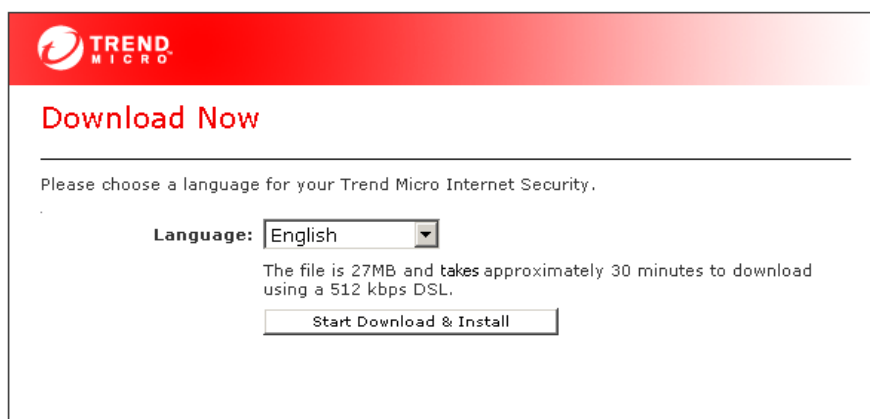 TREND
MICRO™
Download Now
Please choose a language for your Trend Micro Internet Security.
Language: English
The file is 27MB and takes approximately 30 minutes to download
using a 512 kbps DSL.
Start Download & Install